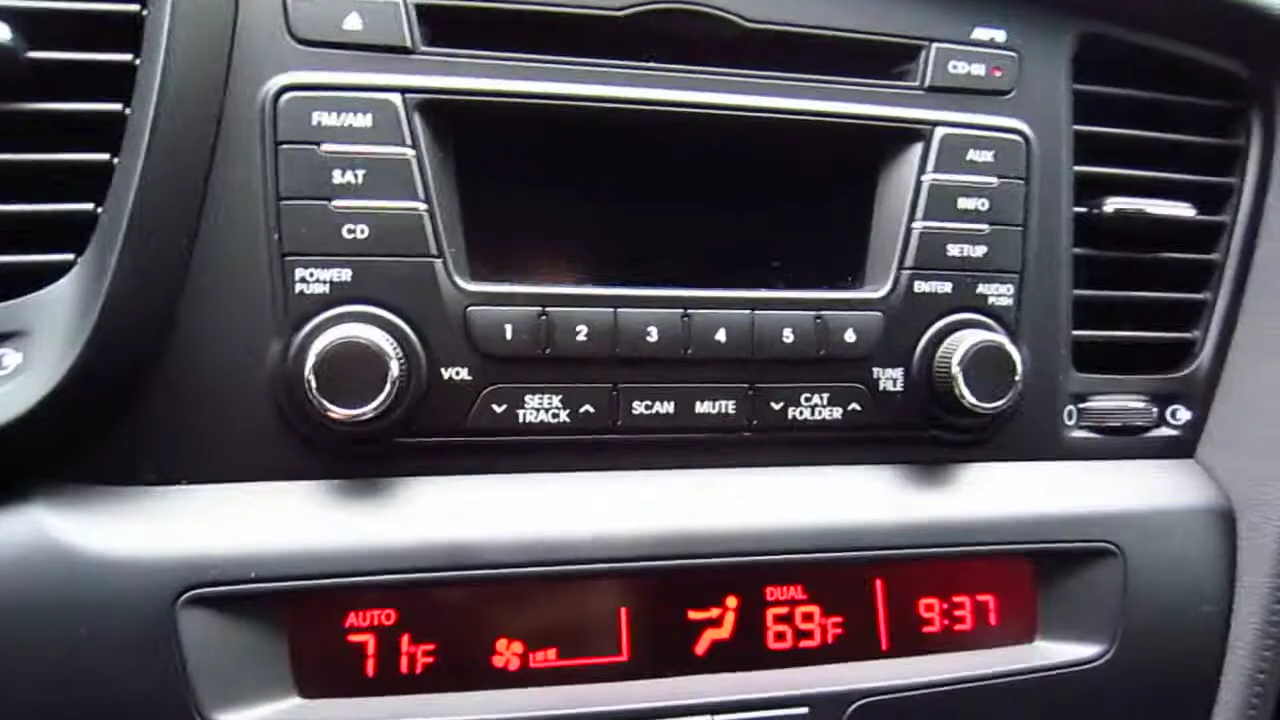 CD-IN
FM/AM
SAT
CD
AUX
INFO
SETUP
POWER
PUSH
ENTER
AUDIO
PUSH
1 2 3 4 5 6
VOL
TUNE
FILE
SEEK
TRACK
SCAN
MUTE
CAT
FOLDER
0
AUTO
71°F
DUAL
69°F
9:37